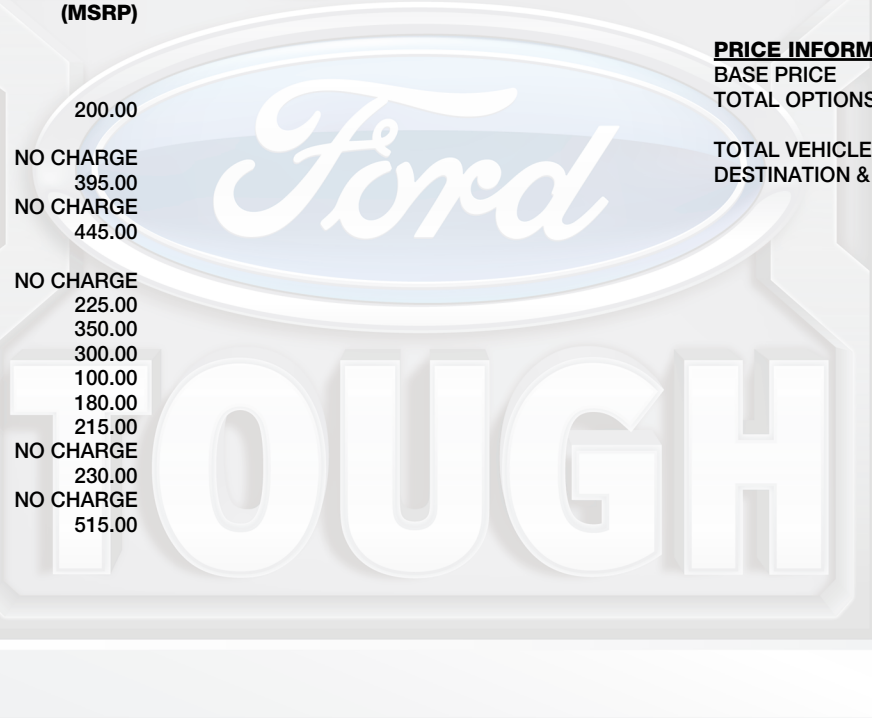 (MSRP)
200.00
NO CHARGE
395.00
NO CHARGE
445.00
NO CHARGE
225.00
350.00
300.00
100.00
180.00
215.00
NO CHARGE
230.00
NO CHARGE
515.00
PRICE INFORM
BASE PRICE
TOTAL OPTIONS
TOTAL VEHICLE
DESTINATION &
Ford
TOUGH